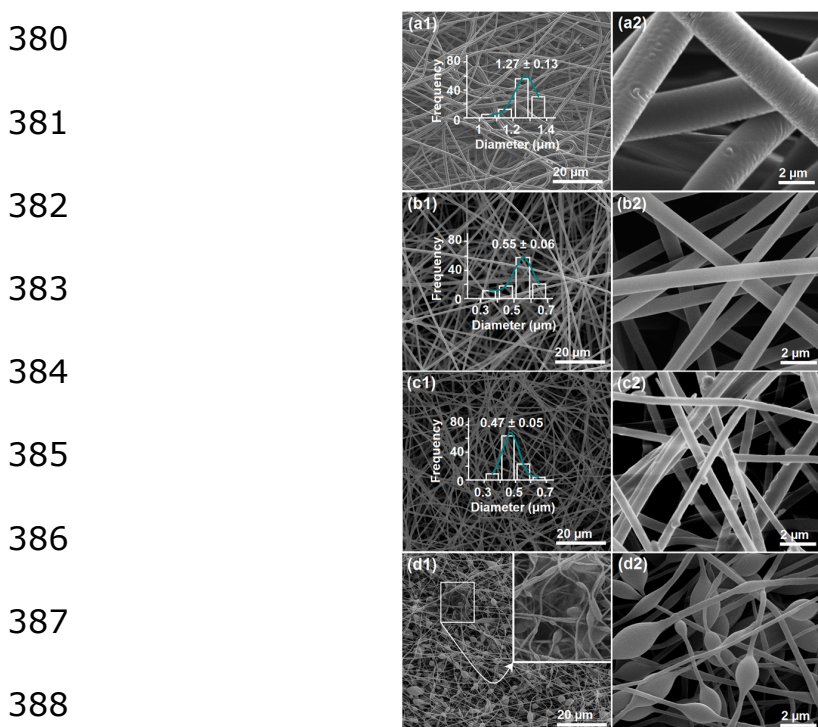 380
381
382
383
384
385
386
387
388
(a1)
1.27 ± 0.13
80
40
0
Frequency
1 1.2 1.4
Diameter (µm)
20 µm
(a2)
2 µm
(b1)
0.55 ± 0.06
80
40
0
Frequency
0.3 0.5 0.7
Diameter (µm)
20 µm
(b2)
2 µm
(c1)
0.47 ± 0.05
80
40
0
Frequency
0.3 0.5 0.7
Diameter (µm)
20 µm
(c2)
2 µm
(d1)
20 µm
(d2)
2 µm